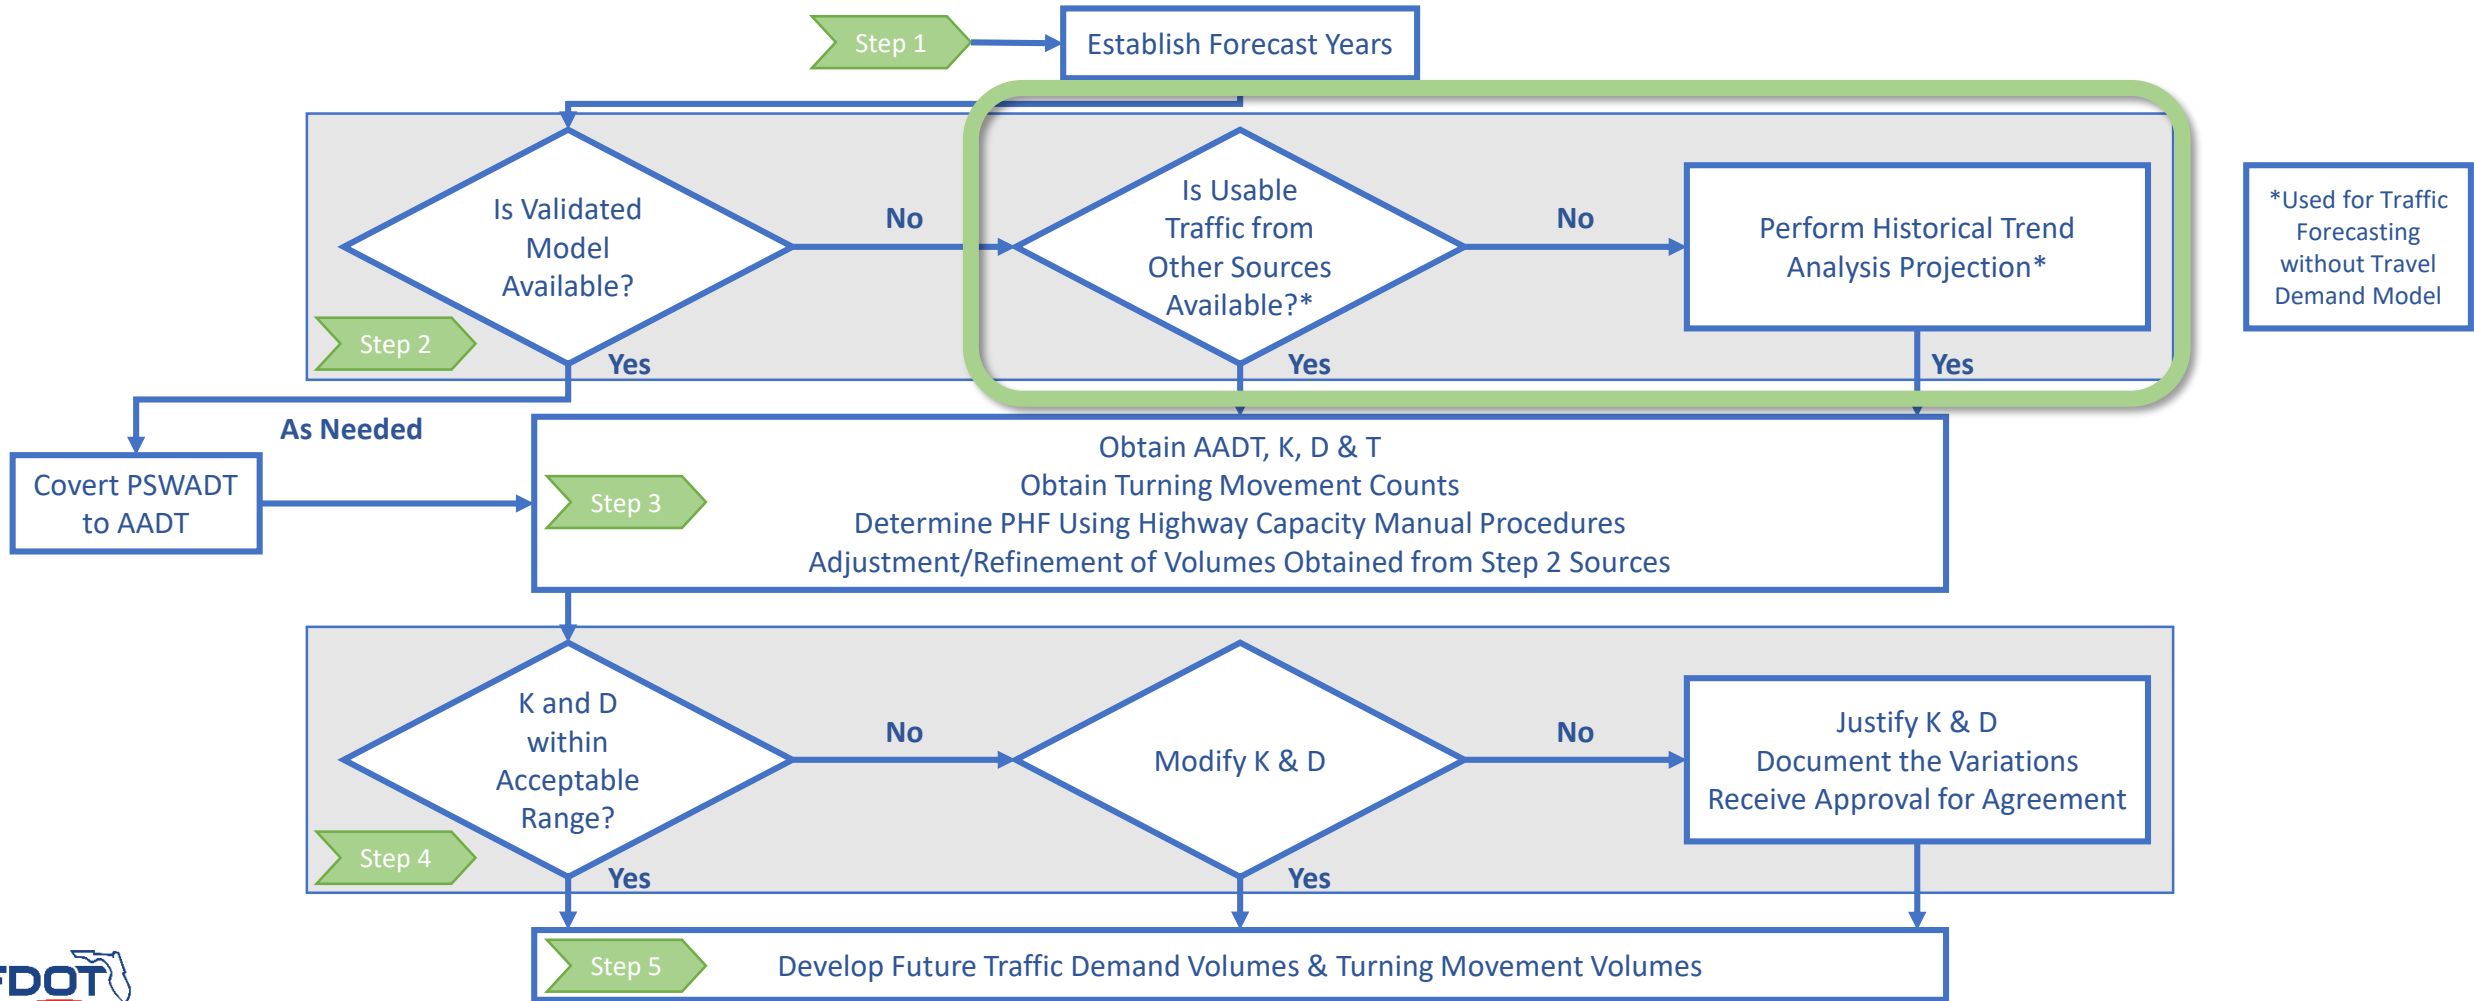 Step 1
Establish Forecast Years
Is Validated
Model
Available?
No
Is Usable
Traffic from
Other Sources
Available?*
No
Perform Historical Trend
Analysis Projection*
*Used for Traffic
Forecasting
without Travel
Demand Model
Step 2
Yes
Yes
Yes
As Needed
Covert PSWADT
to AADT
Step 3
Obtain AADT, K, D & T
Obtain Turning Movement Counts
Determine PHF Using Highway Capacity Manual Procedures
Adjustment/Refinement of Volumes Obtained from Step 2 Sources
K and D
within
Acceptable
Range?
No
Modify K & D
No
Justify K & D
Document the Variations
Receive Approval for Agreement
Step 4
Yes
Yes
Step 5
Develop Future Traffic Demand Volumes & Turning Movement Volumes
FDOT